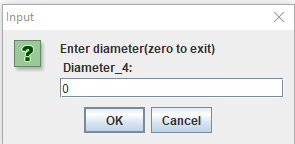 Input
Enter diameter(zero to exit)
Diameter_4:
0
OK
Cancel